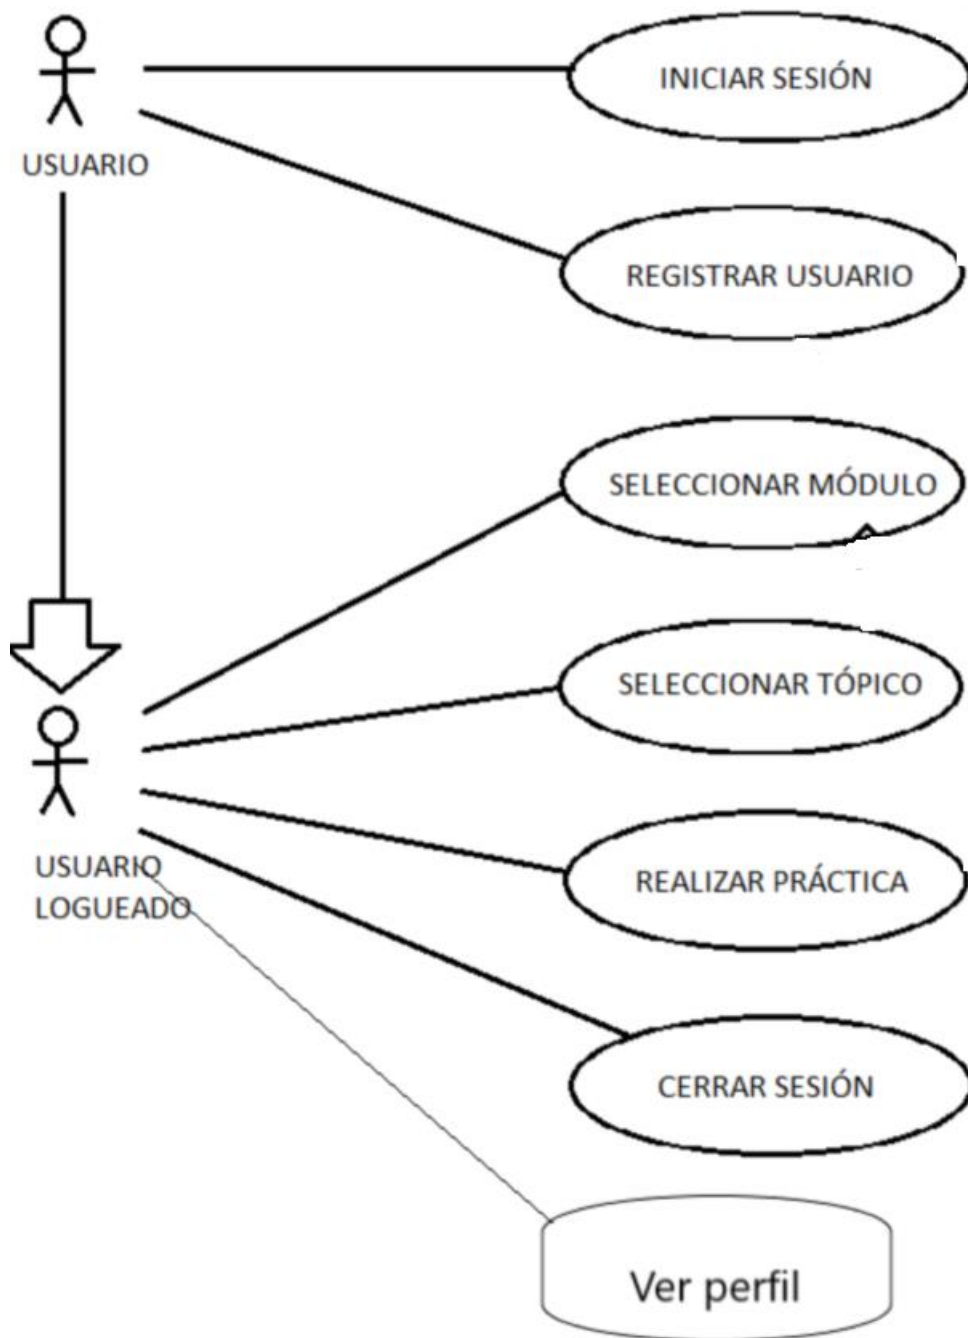 INICIAR SESIÓN
USUARIO
REGISTRAR USUARIO
SELECCIONAR MÓDULO
SELECCIONAR TÓPICO
USUARIO
LOGUEADO
REALIZAR PRÁCTICA
CERRAR SESIÓN
Ver perfil